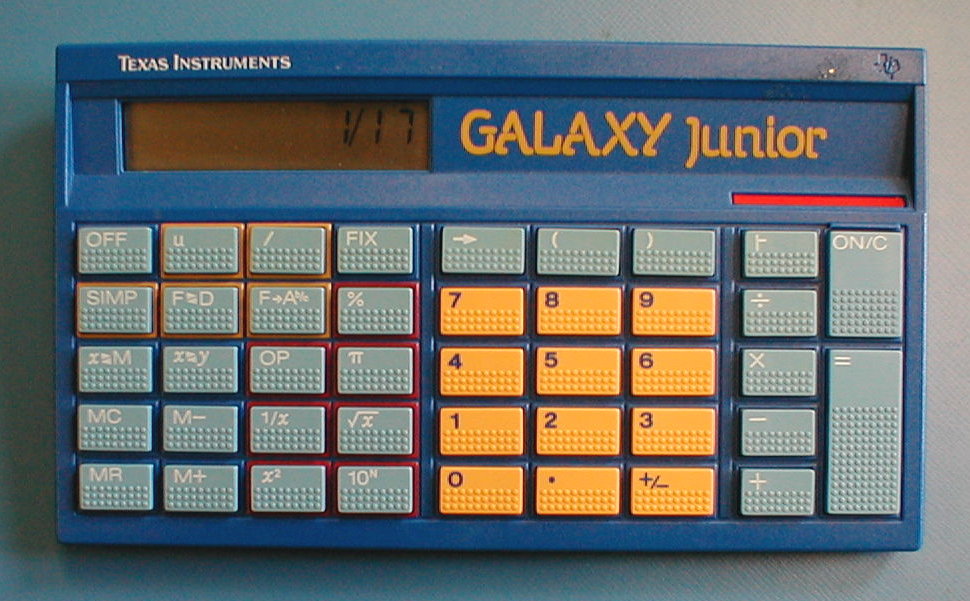 TEXAS INSTRUMENTS
1/17
GALAXY Junior
OFF u / FIX → ( ) ⊦ ON/C
SIMP F⇆D F→Aᵇ/c % 7 8 9 ÷
x⇆M x⇆y OP π 4 5 6 X =
MC M− 1/x √x 1 2 3 −
MR M+ x² 10ᴺ 0 . +/− +